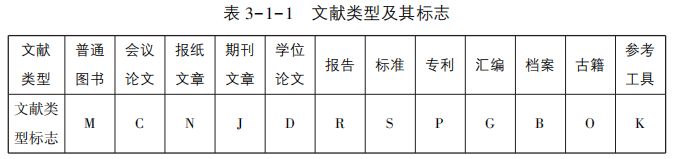 表 3-1-1 文献类型及其标志
文献类型 普通图书 会议论文 报纸文章 期刊文章 学位论文 报告 标准 专利 汇编 档案 古籍 参考工具
文献类型标志 M C N J D R S P G B O K